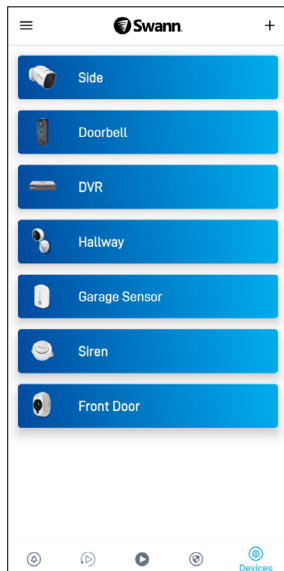 Swann
Side
Doorbell
DVR
Hallway
Garage Sensor
Siren
Front Door
Devices